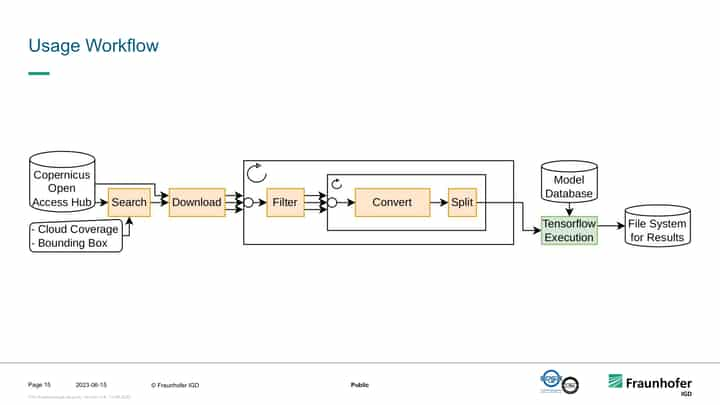 Usage Workflow
Copernicus
Open
Access Hub
- Cloud Coverage
- Bounding Box
Search
Download
Filter
Convert
Split
Model
Database
Tensorflow
Execution
File System
for Results
Page 15
2023-06-15
© Fraunhofer IGD
Public
Fraunhofer
IGD